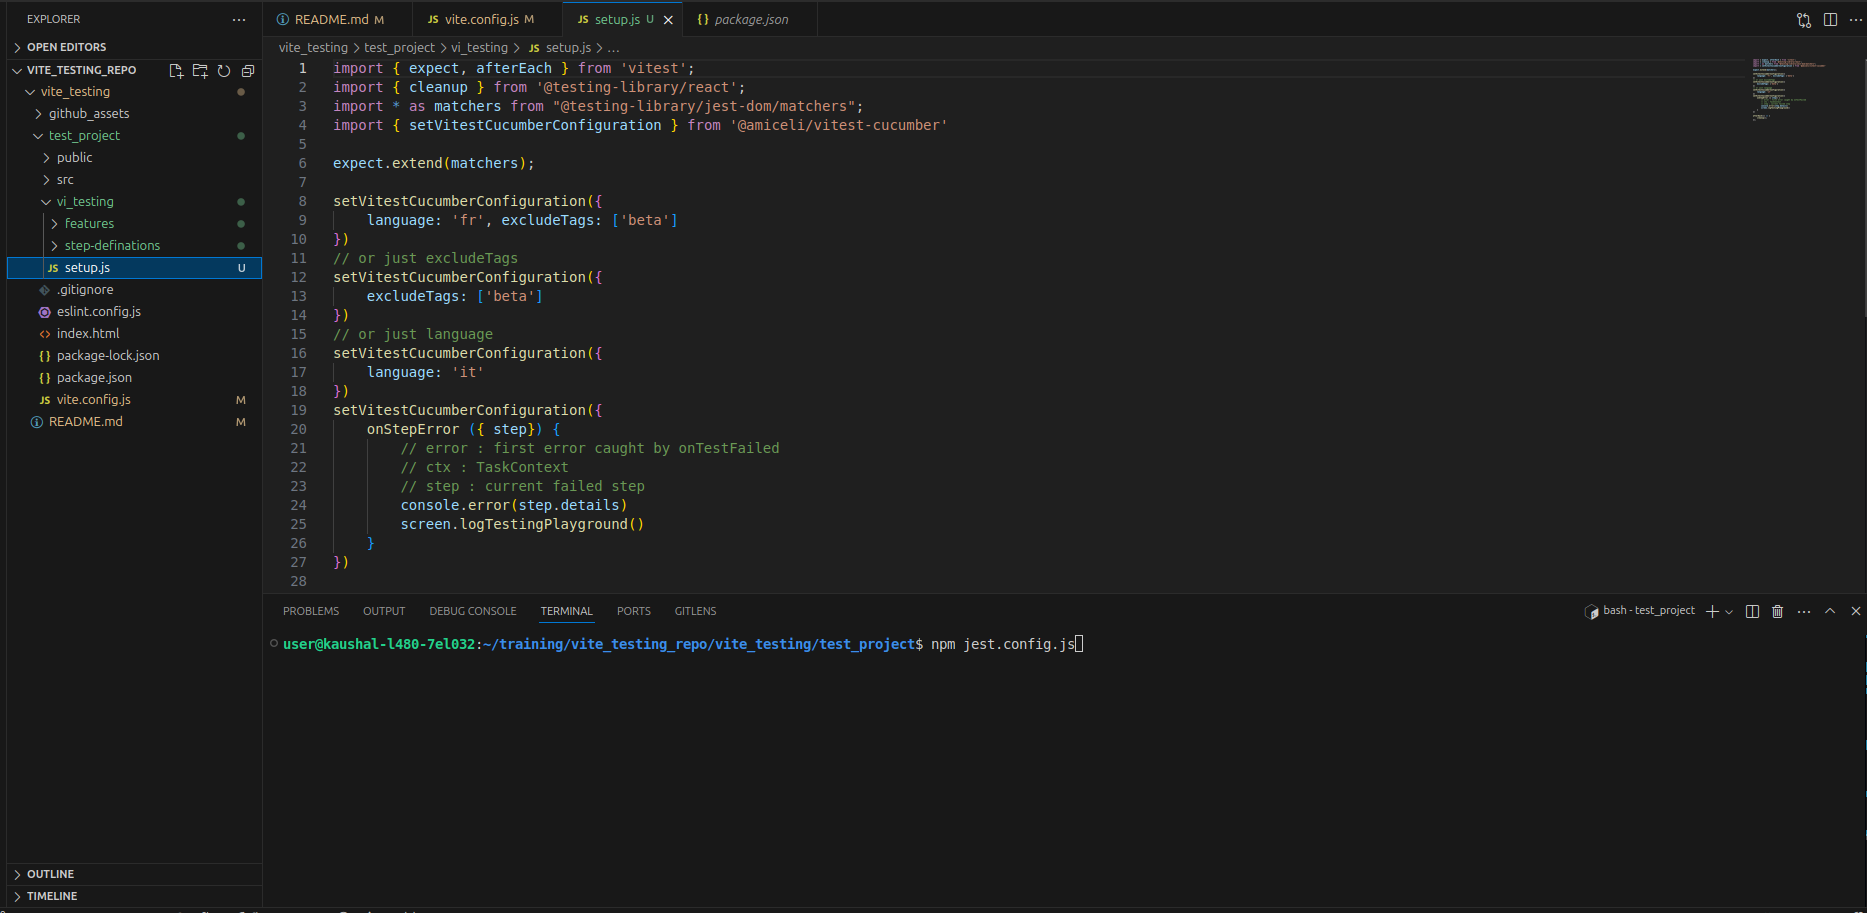 EXPLORER
OPEN EDITORS
VITE_TESTING_REPO
vite_testing
github_assets
test_project
public
src
vi_testing
features
step-definations
JS setup.js U
.gitignore
eslint.config.js
<> index.html
{} package-lock.json
{} package.json
JS vite.config.js M
README.md M
OUTLINE
TIMELINE
README.md M
JS vite.config.js M
JS setup.js U
{} package.json
vite_testing > test_project > vi_testing > JS setup.js > ...
1 import { expect, afterEach } from 'vitest';
2 import { cleanup } from '@testing-library/react';
3 import * as matchers from "@testing-library/jest-dom/matchers";
4 import { setVitestCucumberConfiguration } from '@amiceli/vitest-cucumber'
5
6 expect.extend(matchers);
7
8 setVitestCucumberConfiguration({
9 language: 'fr', excludeTags: ['beta']
10 })
11 // or just excludeTags
12 setVitestCucumberConfiguration({
13 excludeTags: ['beta']
14 })
15 // or just language
16 setVitestCucumberConfiguration({
17 language: 'it'
18 })
19 setVitestCucumberConfiguration({
20 onStepError ({ step}) {
21 // error : first error caught by onTestFailed
22 // ctx : TaskContext
23 // step : current failed step
24 console.error(step.details)
25 screen.logTestingPlayground()
26 }
27 })
28
PROBLEMS OUTPUT DEBUG CONSOLE TERMINAL PORTS GITLENS
bash - test_project
user@kaushal-l480-7el032:~/training/vite_testing_repo/vite_testing/test_project$ npm jest.config.js